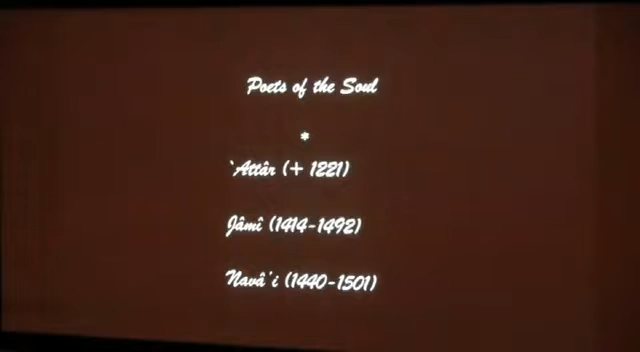 Poets of the Soul
*
`Attâr (+ 1221)
Jâmî (1414-1492)
Navâ'i (1440-1501)